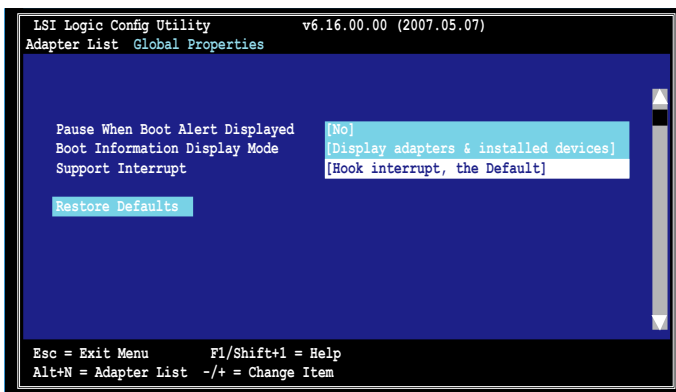 LSI Logic Config Utility v6.16.00.00 (2007.05.07)
Adapter List Global Properties
Pause When Boot Alert Displayed [No]
Boot Information Display Mode [Display adapters & installed devices]
Support Interrupt [Hook interrupt, the Default]
Restore Defaults
Esc = Exit Menu F1/Shift+1 = Help
Alt+N = Adapter List -/+ = Change Item